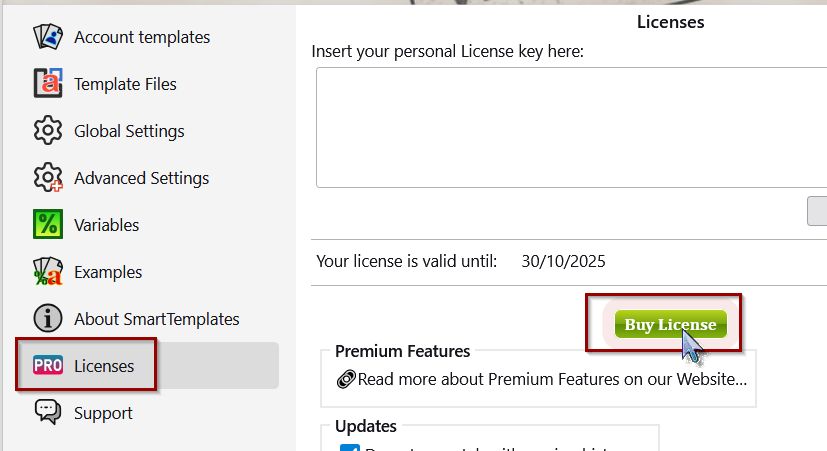 Licenses
Account templates
Insert your personal License key here:
Template Files
Global Settings
Advanced Settings
Variables
Examples
About SmartTemplates
PRO Licenses
Support
Your license is valid until: 30/10/2025
Buy License
Premium Features
Read more about Premium Features on our Website...
Updates